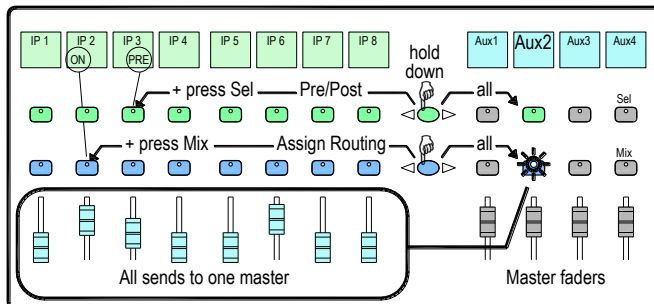 IP 1 IP 2 IP 3 IP 4 IP 5 IP 6 IP 7 IP 8 Aux1 Aux2 Aux3 Aux4
ON PRE
hold
down
+ press Sel Pre/Post all Sel
+ press Mix Assign Routing all Mix
All sends to one master Master faders